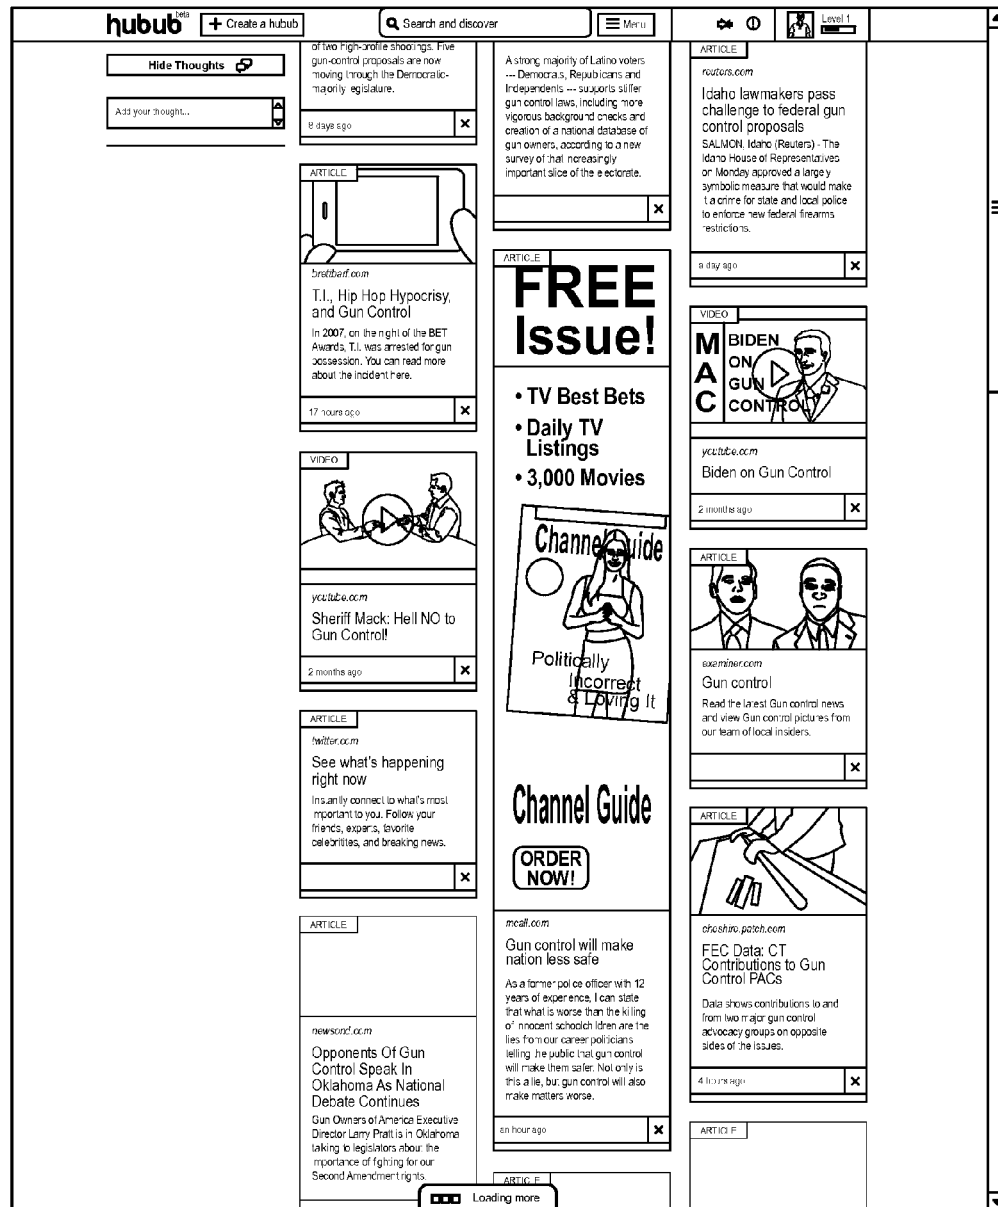 hubub beta
+ Create a hubub
Search and discover
Menu
Level 1
Hide Thoughts
Add your thought...
of two high-profile shootings. Five
gun-control proposals are now
moving through the Democratic-
majority legislature.
8 days ago
ARTICLE
breitbart.com
T.I., Hip Hop Hypocrisy,
and Gun Control
In 2007, on the night of the BET
Awards, T.I. was arrested for gun
possession. You can read more
about the incident here.
17 hours ago
VIDEO
youtube.com
Sheriff Mack: Hell NO to
Gun Control!
2 months ago
ARTICLE
twitter.com
See what's happening
right now
Instantly connect to what's most
important to you. Follow your
friends, experts, favorite
celebritites, and breaking news.
ARTICLE
newsond.com
Opponents Of Gun
Control Speak In
Oklahoma As National
Debate Continues
Gun Owners of America Executive
Director Larry Pratt is in Oklahoma
talking to legislators about the
importance of fighting for our
Second Amendment rights.
A strong majority of Latino voters
--- Democrats, Republicans and
Independents --- supports stiffer
gun control laws, including more
vigorous background checks and
creation of a national database of
gun owners, according to a new
survey of that increasingly
important slice of the electorate.
ARTICLE
FREE
Issue!
• TV Best Bets
• Daily TV
Listings
• 3,000 Movies
Channel Guide
Politically
Incorrect
& Loving It
Channel Guide
ORDER
NOW!
mcall.com
Gun control will make
nation less safe
As a former police officer with 12
years of experience, I can state
that what is worse than the killing
of innocent schoolchildren are the
lies from our career politicians
telling the public that gun control
will make them safer. Not only is
this a lie, but gun control will also
make matters worse.
an hour ago
ARTICLE
Loading more
ARTICLE
reuters.com
Idaho lawmakers pass
challenge to federal gun
control proposals
SALMON, Idaho (Reuters) - The
Idaho House of Representatives
on Monday approved a largely
symbolic measure that would make
it a crime for state and local police
to enforce new federal firearms
restrictions.
a day ago
VIDEO
MAC
BIDEN
ON
GUN
CONTROL
youtube.com
Biden on Gun Control
2 months ago
ARTICLE
examiner.com
Gun control
Read the latest Gun control news
and view Gun control pictures from
our team of local insiders.
ARTICLE
cheshire.patch.com
FEC Data: CT
Contributions to Gun
Control PACs
Data shows contributions to and
from two major gun control
advocacy groups on opposite
sides of the issues.
4 hours ago
ARTICLE